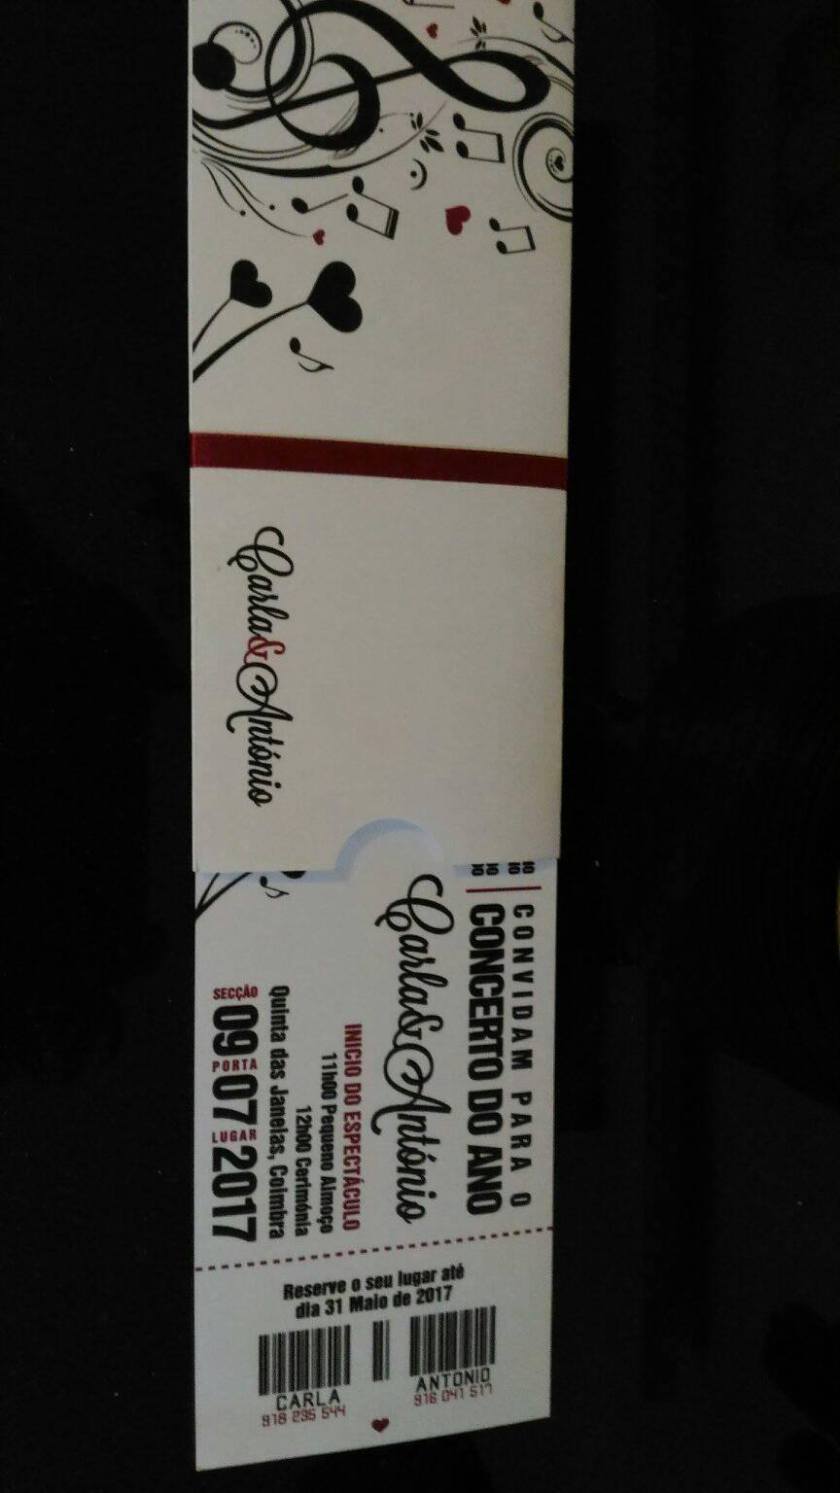 Carla&António
CONVIDAM PARA O
CONCERTO DO ANO
Carla&António
INICIO DO ESPECTÁCULO
11h00 Pequeno Almoço
12h00 Cerimónia
Quinta das Janelas, Coimbra
SECÇÃO 09 PORTA 07 LUGAR 2017
Reserve o seu lugar até
dia 31 Maio de 2017
CARLA
918 235 544
ANTONIO
916 041 517